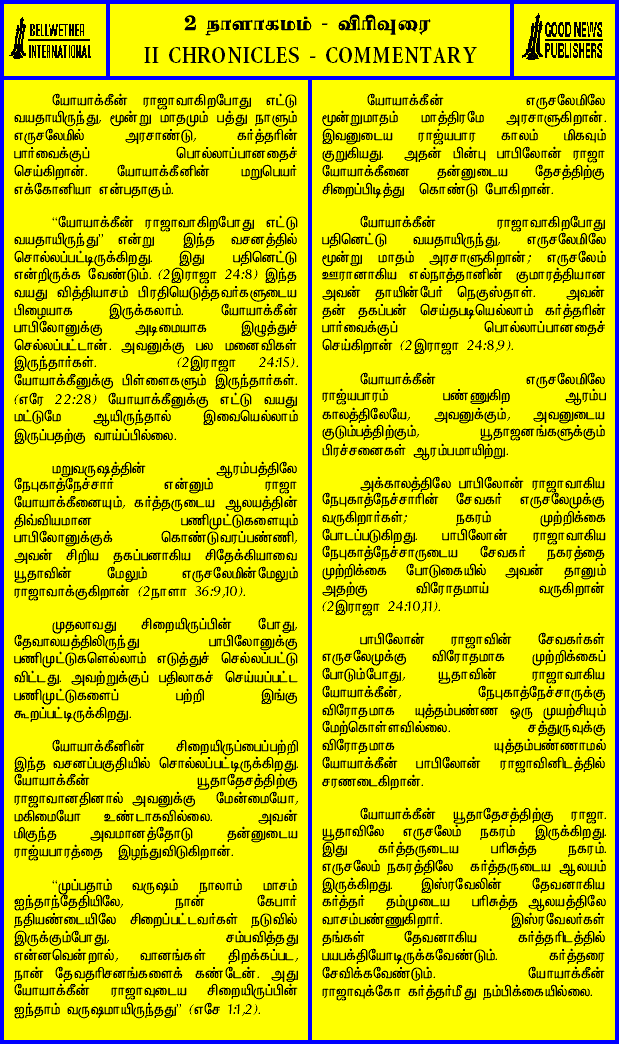 BELLWETHER
INTERNATIONAL
2 நாளாகமம் - விரிவுரை
II CHRONICLES - COMMENTARY
GOOD NEWS
PUBLISHERS
யோயாக்கீன் ராஜாவாகிறபோது எட்டு
வயதாயிருந்து, மூன்று மாதமும் பத்து நாளும்
எருசலேமில் அரசாண்டு, கர்த்தரின்
பார்வைக்குப் பொல்லாப்பானதைச்
செய்கிறான். யோயாக்கீனின் மறுபெயர்
எக்கோனியா என்பதாகும்.
“யோயாக்கீன் ராஜாவாகிறபோது எட்டு
வயதாயிருந்து” என்று இந்த வசனத்தில்
சொல்லப்பட்டிருக்கிறது. இது பதினெட்டு
என்றிருக்க வேண்டும். (2இராஜா 24:8) இந்த
வயது வித்தியாசம் பிரதியெடுத்தவர்களுடைய
பிழையாக இருக்கலாம். யோயாக்கீன்
பாபிலோனுக்கு அடிமையாக இழுத்துச்
செல்லப்பட்டான். அவனுக்கு பல மனைவிகள்
இருந்தார்கள். (2இராஜா 24:15).
யோயாக்கீனுக்கு பிள்ளைகளும் இருந்தார்கள்.
(எரே 22:28) யோயாக்கீனுக்கு எட்டு வயது
மட்டுமே ஆயிருந்தால் இவையெல்லாம்
இருப்பதற்கு வாய்ப்பில்லை.
மறுவருஷத்தின் ஆரம்பத்திலே
நேபுகாத்நேச்சார் என்னும் ராஜா
யோயாக்கீனையும், கர்த்தருடைய ஆலயத்தின்
திவ்வியமான பணிமுட்டுகளையும்
பாபிலோனுக்குக் கொண்டுவரப்பண்ணி,
அவன் சிறிய தகப்பனாகிய சிதேக்கியாவை
யூதாவின் மேலும் எருசலேமின்மேலும்
ராஜாவாக்குகிறான் (2நாளா 36:9,10).
முதலாவது சிறையிருப்பின் போது,
தேவாலயத்திலிருந்து பாபிலோனுக்கு
பணிமுட்டுகளெல்லாம் எடுத்துச் செல்லப்பட்டு
விட்டது. அவற்றுக்குப் பதிலாகச் செய்யப்பட்ட
பணிமுட்டுகளைப் பற்றி இங்கு
கூறப்பட்டிருக்கிறது.
யோயாக்கீனின் சிறையிருப்பைப்பற்றி
இந்த வசனப்பகுதியில் சொல்லப்பட்டிருக்கிறது.
யோயாக்கீன் யூதாதேசத்திற்கு
ராஜாவானதினால் அவனுக்கு மேன்மையோ,
மகிமையோ உண்டாகவில்லை. அவன்
மிகுந்த அவமானத்தோடு தன்னுடைய
ராஜ்யபாரத்தை இழந்துவிடுகிறான்.
“முப்பதாம் வருஷம் நாலாம் மாசம்
ஐந்தாந்தேதியிலே, நான் கேபார்
நதியண்டையிலே சிறைப்பட்டவர்கள் நடுவில்
இருக்கும்போது, சம்பவித்தது
என்னவென்றால், வானங்கள் திறக்கப்பட,
நான் தேவதரிசனங்களைக் கண்டேன். அது
யோயாக்கீன் ராஜாவுடைய சிறையிருப்பின்
ஐந்தாம் வருஷமாயிருந்தது” (எசே 1:1,2).
யோயாக்கீன் எருசலேமிலே
மூன்றுமாதம் மாத்திரமே அரசாளுகிறான்.
இவனுடைய ராஜ்யபார காலம் மிகவும்
குறுகியது. அதன் பின்பு பாபிலோன் ராஜா
யோயாக்கீனை தன்னுடைய தேசத்திற்கு
சிறைப்பிடித்து கொண்டு போகிறான்.
யோயாக்கீன் ராஜாவாகிறபோது
பதினெட்டு வயதாயிருந்து, எருசலேமிலே
மூன்று மாதம் அரசாளுகிறான்; எருசலேம்
ஊரானாகிய எல்நாத்தானின் குமாரத்தியான
அவன் தாயின்பேர் நெகுஸ்தாள். அவன்
தன் தகப்பன் செய்தபடியெல்லாம் கர்த்தரின்
பார்வைக்குப் பொல்லாப்பானதைச்
செய்கிறான் (2இராஜா 24:8,9).
யோயாக்கீன் எருசலேமிலே
ராஜ்யபாரம் பண்ணுகிற ஆரம்ப
காலத்திலேயே, அவனுக்கும், அவனுடைய
குடும்பத்திற்கும், யூதாஜனங்களுக்கும்
பிரச்சனைகள் ஆரம்பமாயிற்று.
அக்காலத்திலே பாபிலோன் ராஜாவாகிய
நேபுகாத்நேச்சாரின் சேவகர் எருசலேமுக்கு
வருகிறார்கள்; நகரம் முற்றிக்கை
போடப்படுகிறது. பாபிலோன் ராஜாவாகிய
நேபுகாத்நேச்சாருடைய சேவகர் நகரத்தை
முற்றிக்கை போடுகையில் அவன் தானும்
அதற்கு விரோதமாய் வருகிறான்
(2இராஜா 24:10,11).
பாபிலோன் ராஜாவின் சேவகர்கள்
எருசலேமுக்கு விரோதமாக முற்றிக்கைப்
போடும்போது, யூதாவின் ராஜாவாகிய
யோயாக்கீன், நேபுகாத்நேச்சாருக்கு
விரோதமாக யுத்தம்பண்ண ஒரு முயற்சியும்
மேற்கொள்ளவில்லை. சத்துருவுக்கு
விரோதமாக யுத்தம்பண்ணாமல்
யோயாக்கீன் பாபிலோன் ராஜாவினிடத்தில்
சரணடைகிறான்.
யோயாக்கீன் யூதாதேசத்திற்கு ராஜா.
யூதாவிலே எருசலேம் நகரம் இருக்கிறது.
இது கர்த்தருடைய பரிசுத்த நகரம்.
எருசலேம் நகரத்திலே கர்த்தருடைய ஆலயம்
இருக்கிறது. இஸ்ரவேலின் தேவனாகிய
கர்த்தர் தம்முடைய பரிசுத்த ஆலயத்திலே
வாசம்பண்ணுகிறார். இஸ்ரவேலர்கள்
தங்கள் தேவனாகிய கர்த்தரிடத்தில்
பயபக்தியோடிருக்கவேண்டும். கர்த்தரை
சேவிக்கவேண்டும். யோயாக்கீன்
ராஜாவுக்கோ கர்த்தர்மீது நம்பிக்கையில்லை.